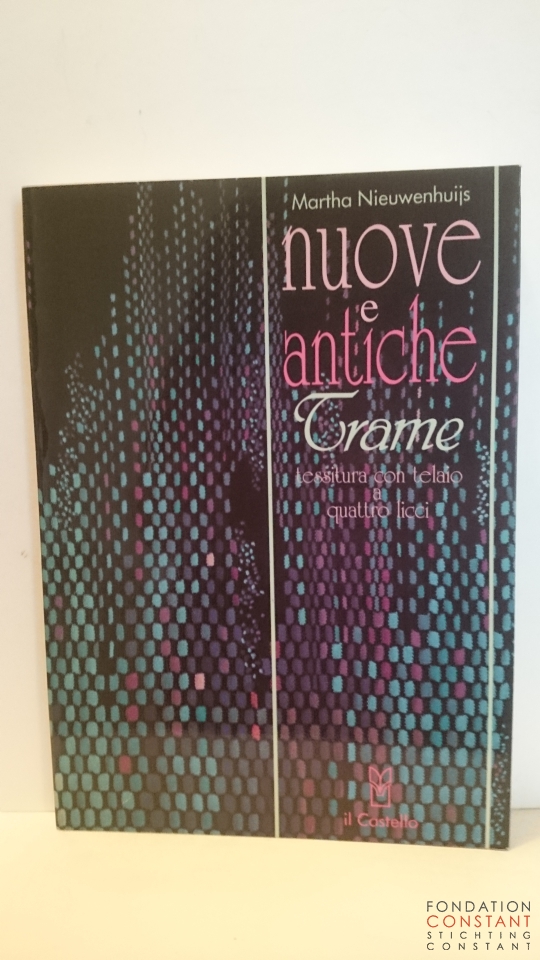 Martha Nieuwenhuijs
nuove
e
antiche
Trame
tessitura con telaio
a
quattro licci
il Castello
FONDATION
CONSTANT
STICHTING
CONSTANT